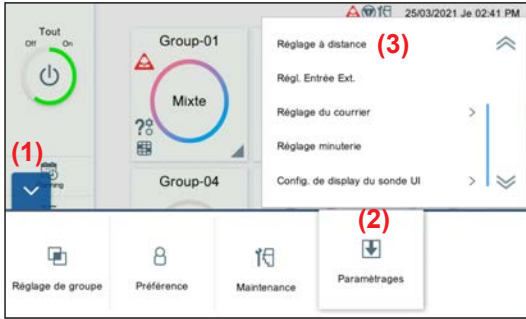 25/03/2021 Je 02:41 PM
Tout
Off On
Group-01
Mixte
Group-04
(1)
Réglage à distance (3)
Régl. Entrée Ext.
Réglage du courrier >
Réglage minuterie
Config. de display du sonde UI >
(2)
Réglage de groupe
Préférence
Maintenance
Paramètrages